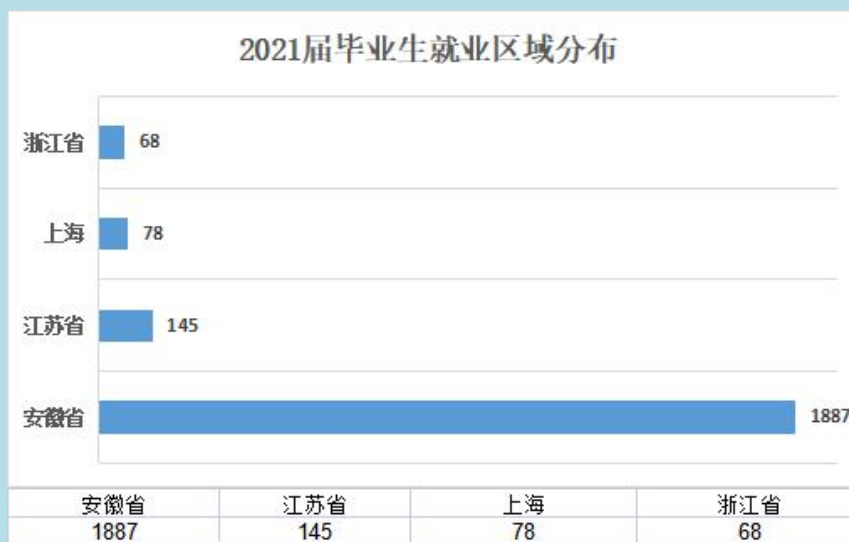 2021届毕业生就业区域分布
浙江省 68
上海 78
江苏省 145
安徽省 1887
安徽省 江苏省 上海 浙江省
1887 145 78 68